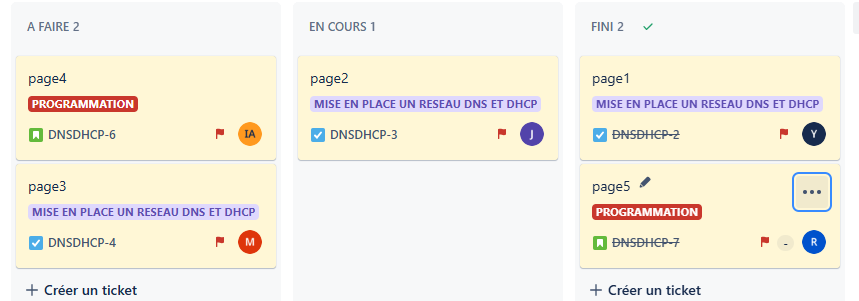 A FAIRE 2
page4
PROGRAMMATION
DNSDHCP-6
IA
page3
MISE EN PLACE UN RESEAU DNS ET DHCP
DNSDHCP-4
M
Créer un ticket
EN COURS 1
page2
MISE EN PLACE UN RESEAU DNS ET DHCP
DNSDHCP-3
J
FINI 2
page1
MISE EN PLACE UN RESEAU DNS ET DHCP
DNSDHCP-2
Y
page5
PROGRAMMATION
DNSDHCP-7
-
R
Créer un ticket